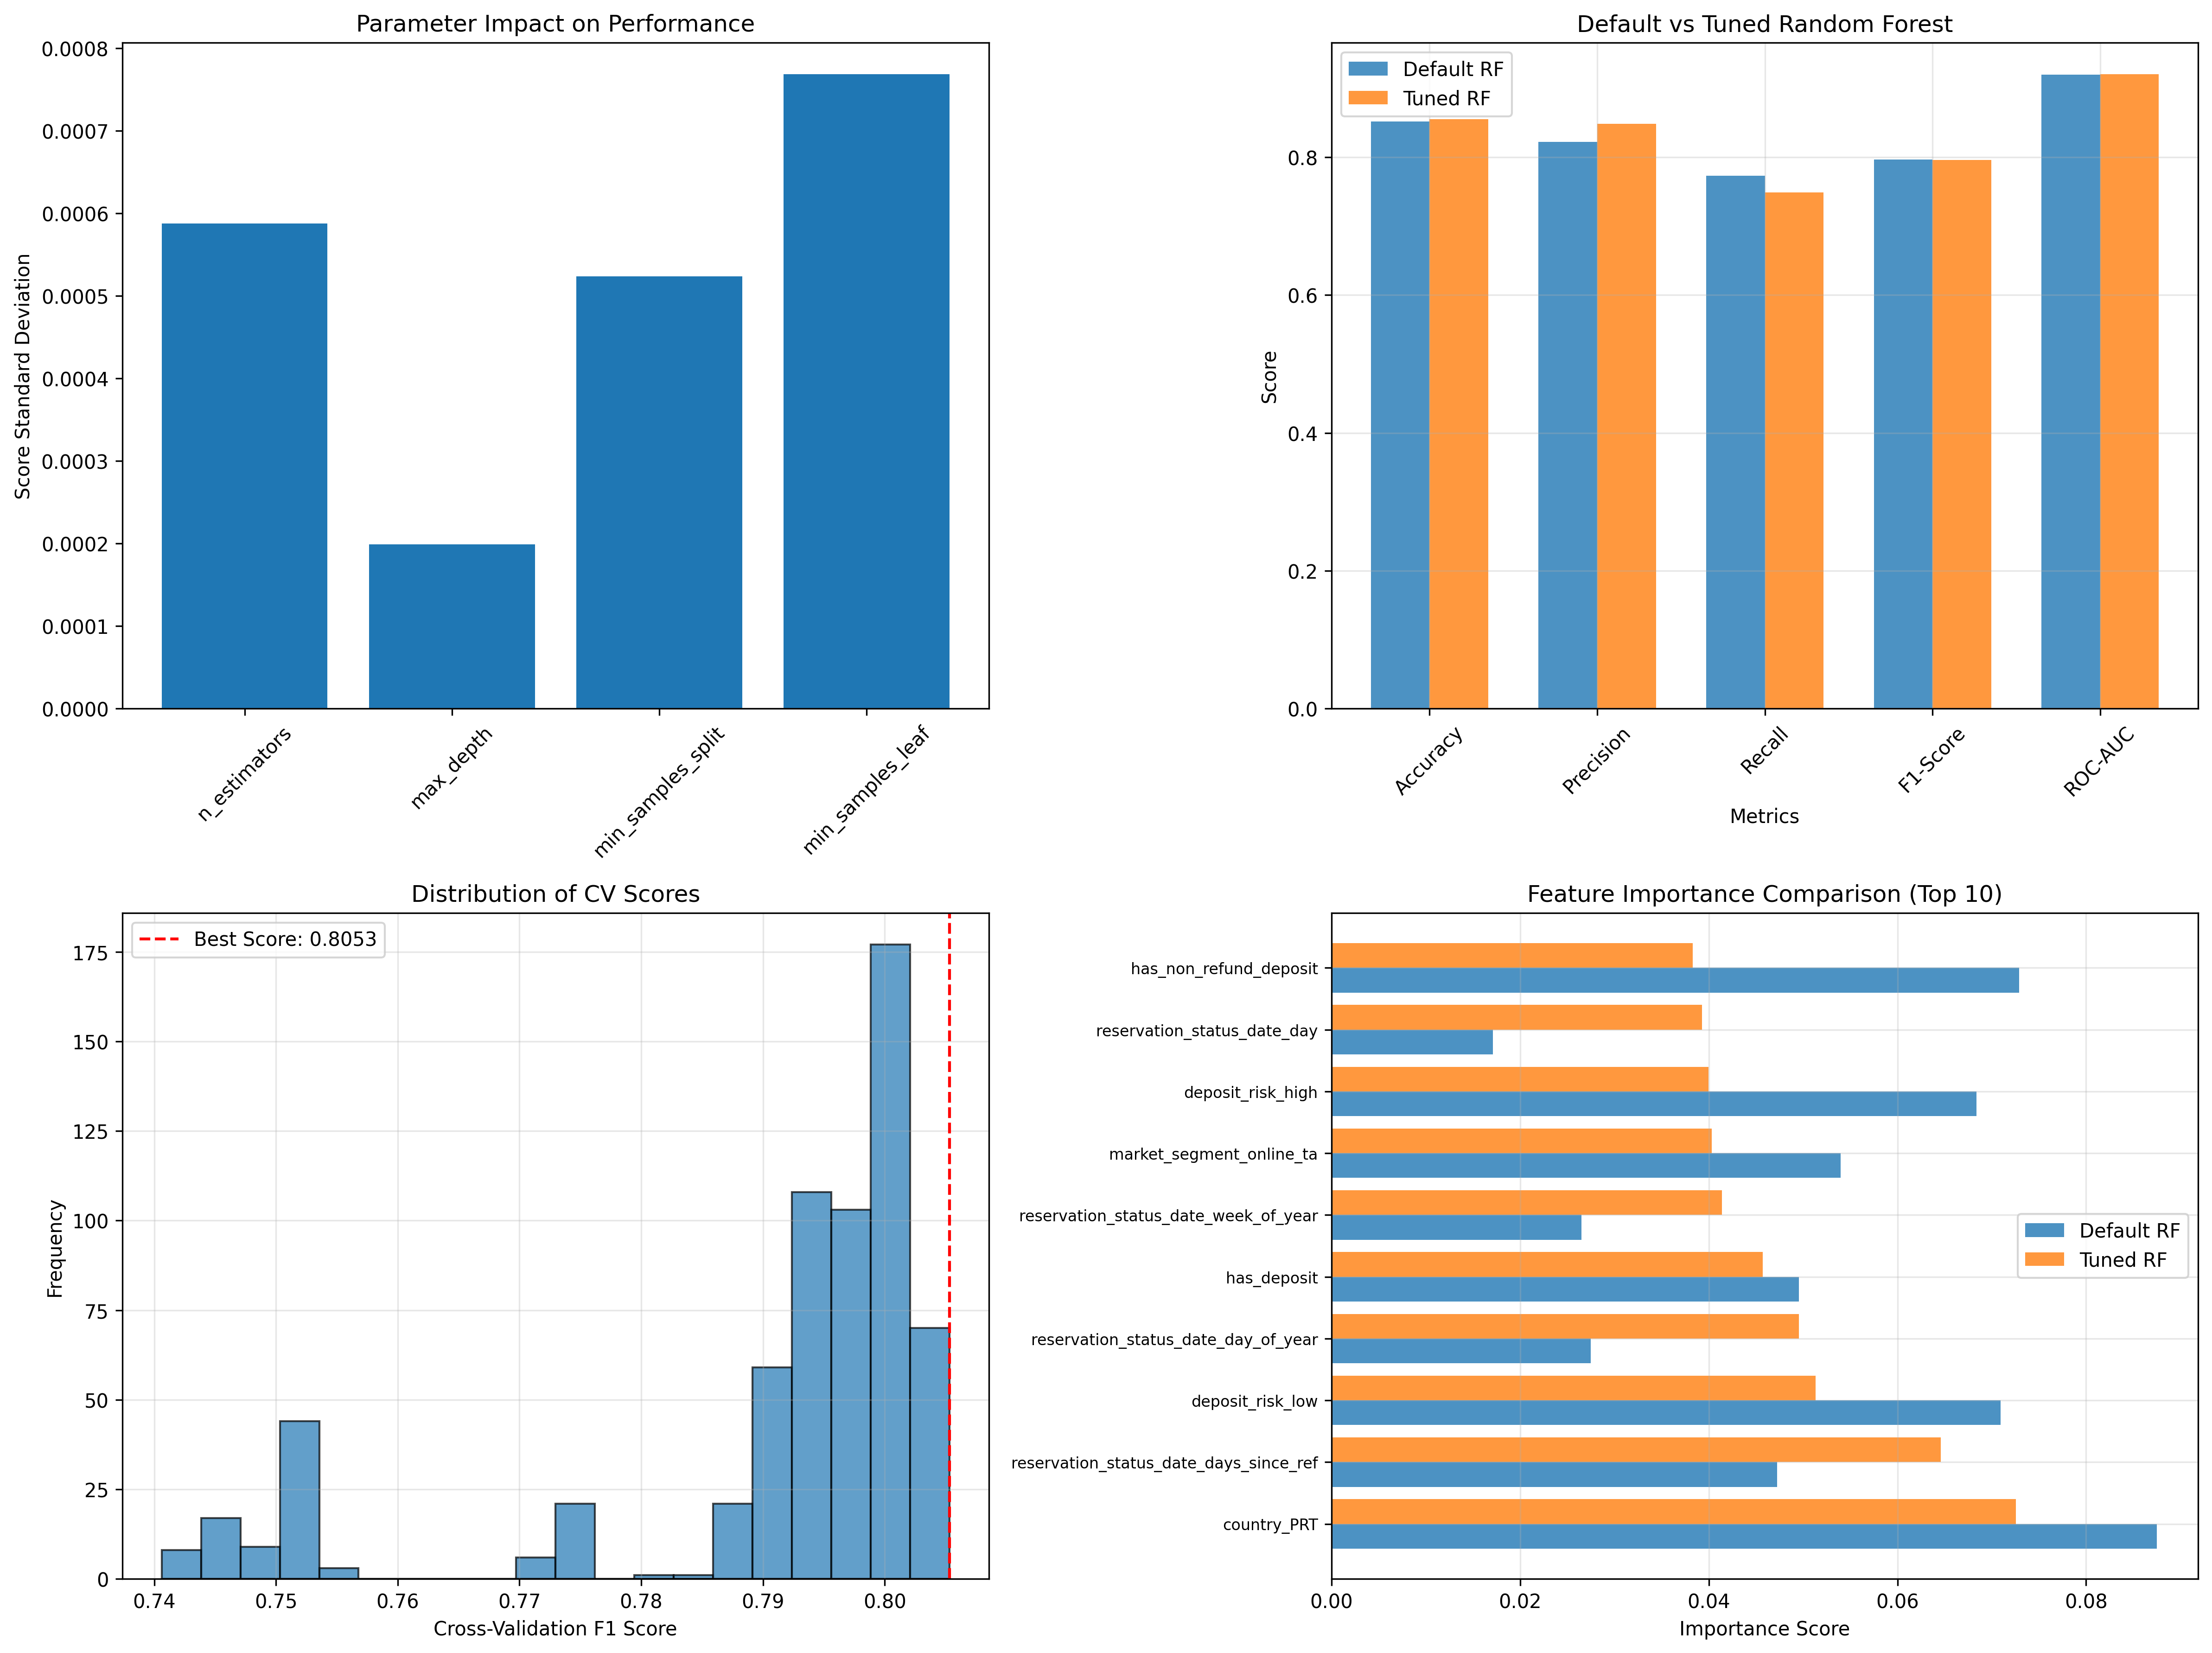 Parameter Impact on Performance
Score Standard Deviation
0.0008
0.0007
0.0006
0.0005
0.0004
0.0003
0.0002
0.0001
0.0000
n_estimators
max_depth
min_samples_split
min_samples_leaf
Default vs Tuned Random Forest
Default RF
Tuned RF
Score
0.8
0.6
0.4
0.2
0.0
Accuracy
Precision
Recall
F1-Score
ROC-AUC
Metrics
Distribution of CV Scores
Best Score: 0.8053
Frequency
175
150
125
100
75
50
25
0
0.74
0.75
0.76
0.77
0.78
0.79
0.80
Cross-Validation F1 Score
Feature Importance Comparison (Top 10)
has_non_refund_deposit
reservation_status_date_day
deposit_risk_high
market_segment_online_ta
reservation_status_date_week_of_year
has_deposit
reservation_status_date_day_of_year
deposit_risk_low
reservation_status_date_days_since_ref
country_PRT
Default RF
Tuned RF
0.00
0.02
0.04
0.06
0.08
Importance Score